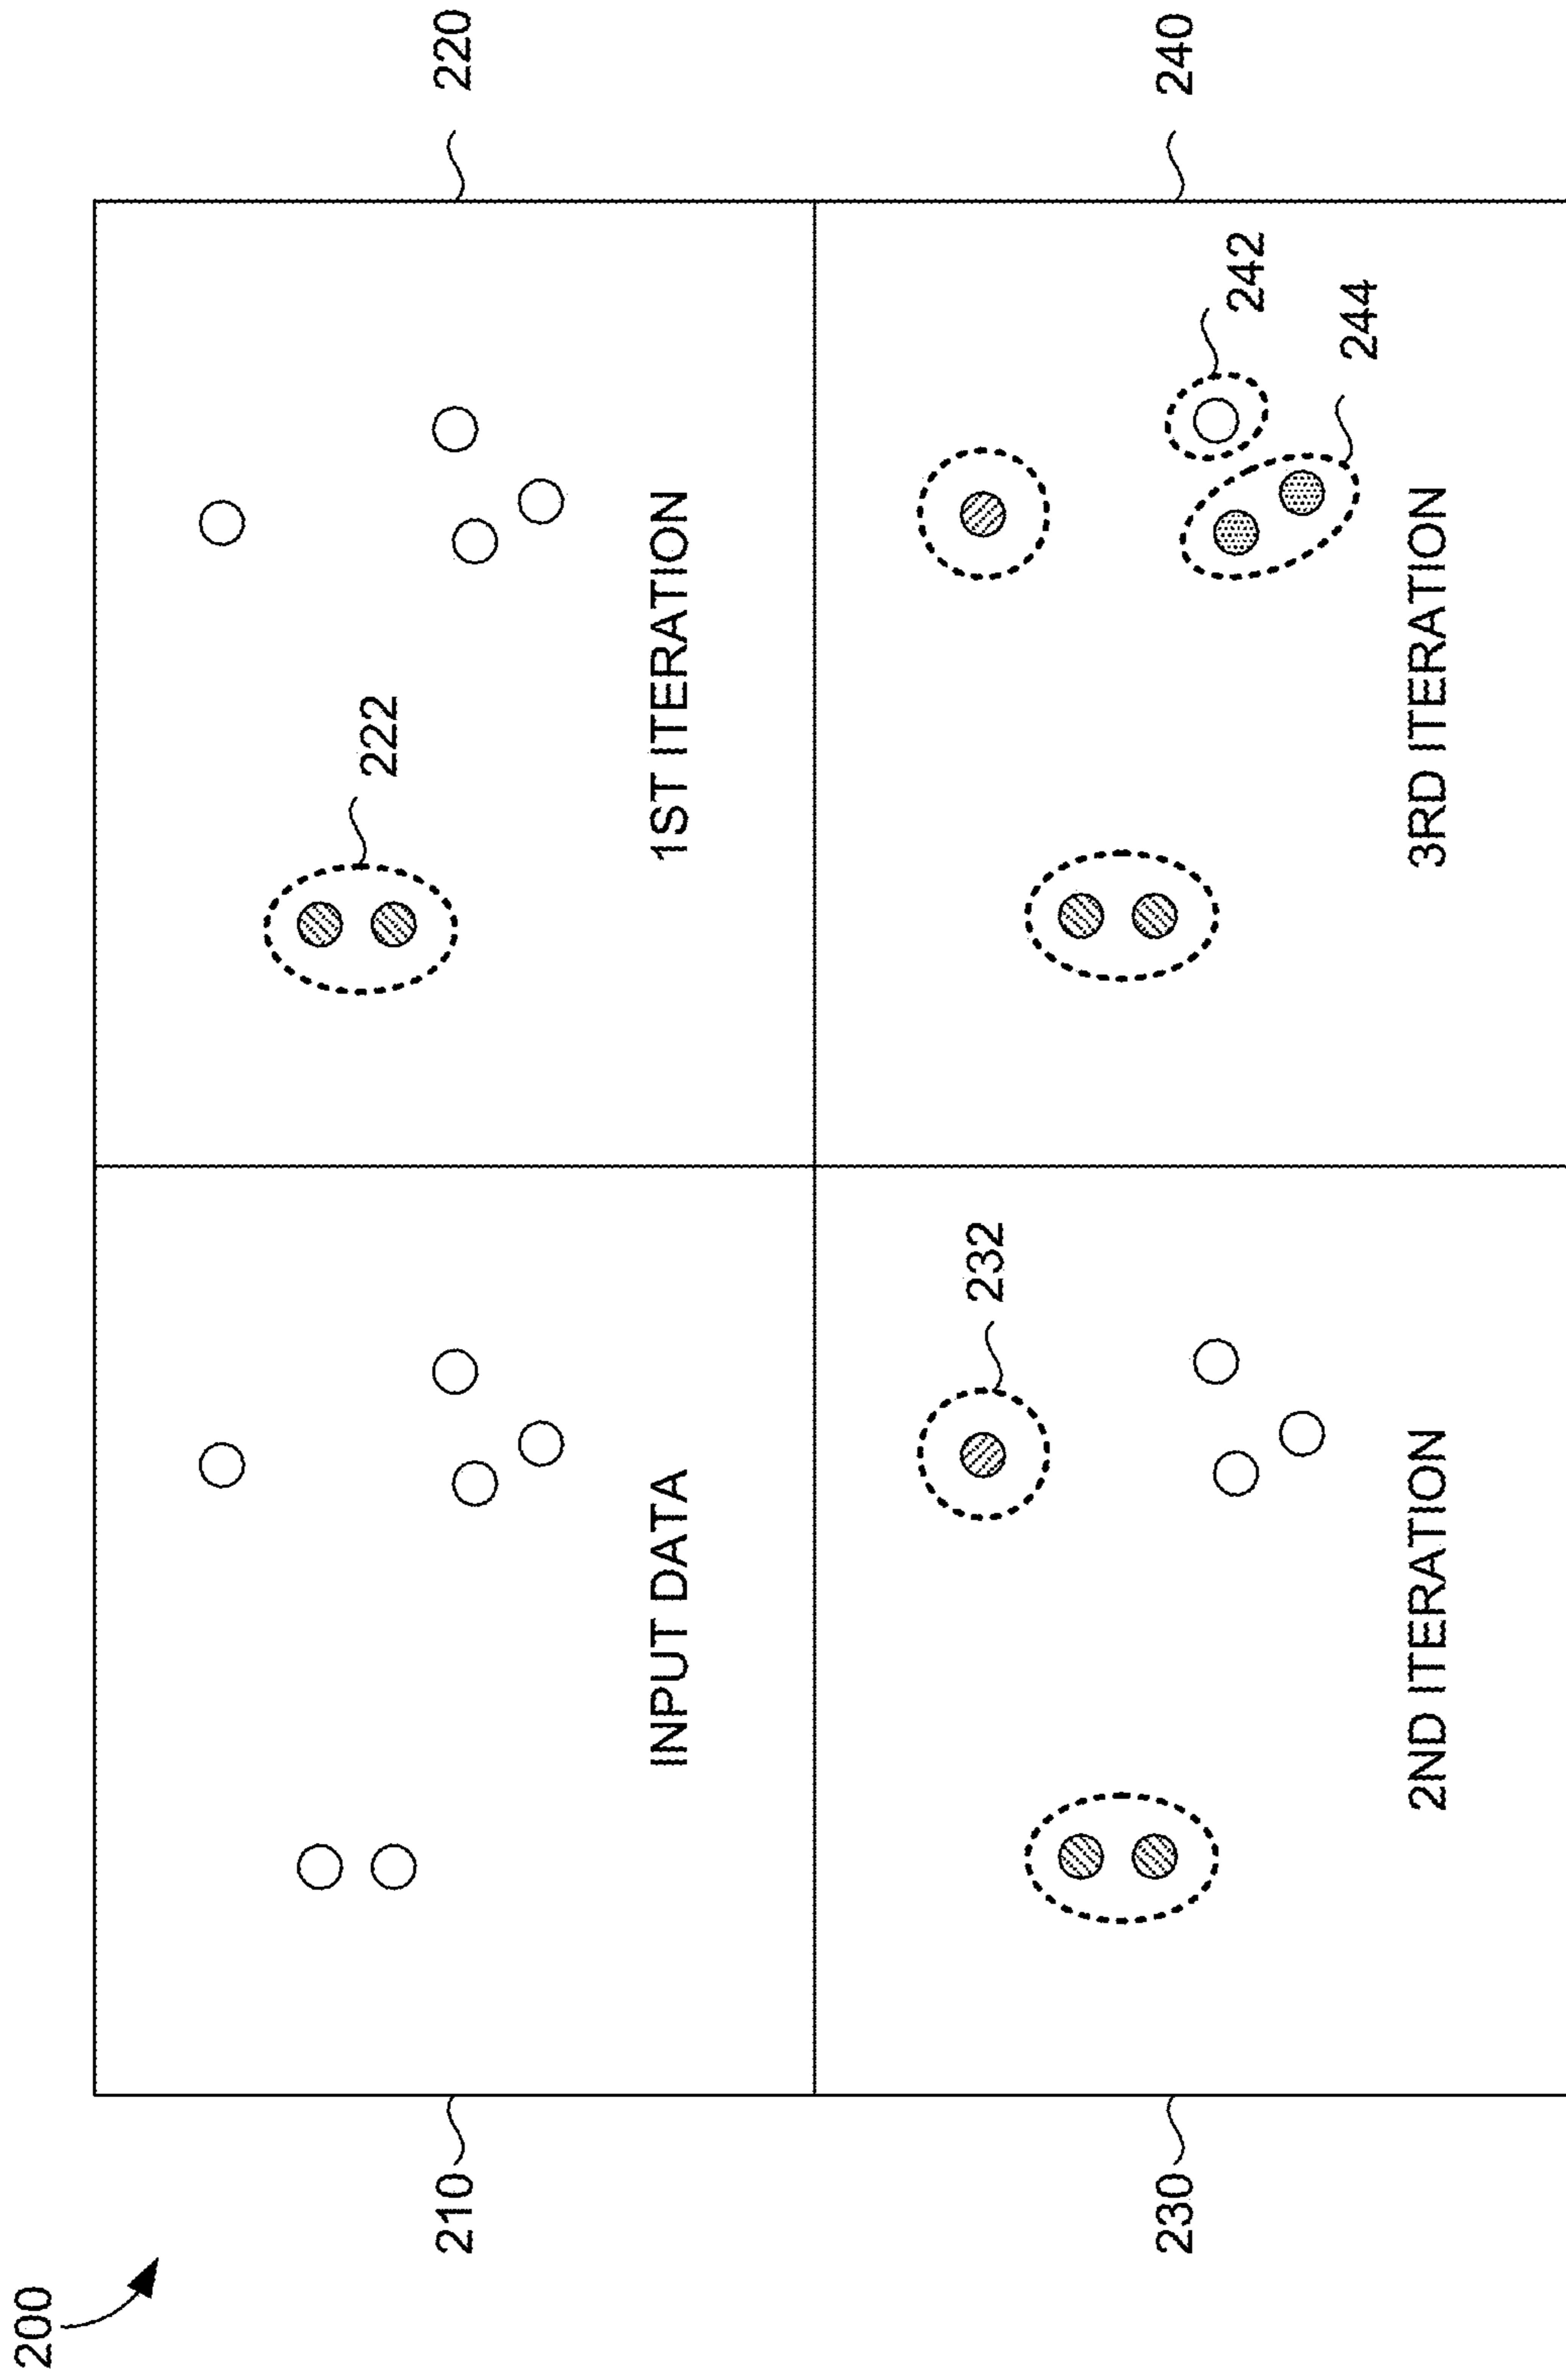 200
210
INPUT DATA
220
222
1ST ITERATION
230
232
2ND ITERATION
240
242
244
3RD ITERATION